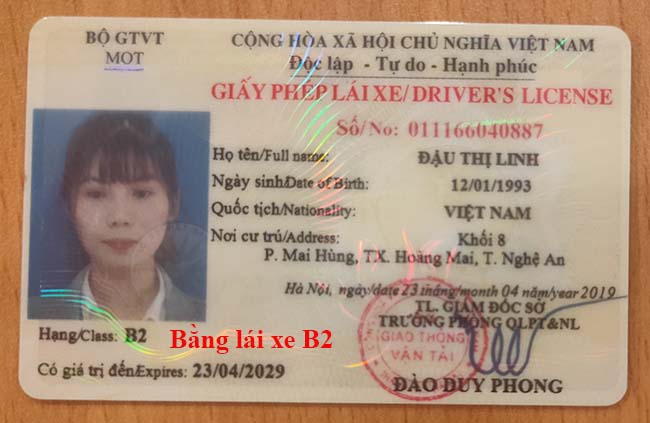 BỘ GTVT
MOT
CỘNG HÒA XÃ HỘI CHỦ NGHĨA VIỆT NAM
Độc lập - Tự do - Hạnh phúc
GIẤY PHÉP LÁI XE/ DRIVER'S LICENSE
Số/No: 011166040887
Họ tên/Full name: ĐẬU THỊ LINH
Ngày sinh/Date of Birth: 12/01/1993
Quốc tịch/Nationality: VIỆT NAM
Nơi cư trú/Address: Khối 8
P. Mai Hùng, TX. Hoàng Mai, T. Nghệ An
Hà Nội, ngày/date 23 tháng/month 04 năm/year 2019
TL. GIÁM ĐỐC SỞ
TRƯỞNG PHÒNG QLPT&NL
GIAO THÔNG
VẬN TẢI
ĐÀO DUY PHONG
Hạng/Class: B2
Bằng lái xe B2
Có giá trị đến/Expires: 23/04/2029